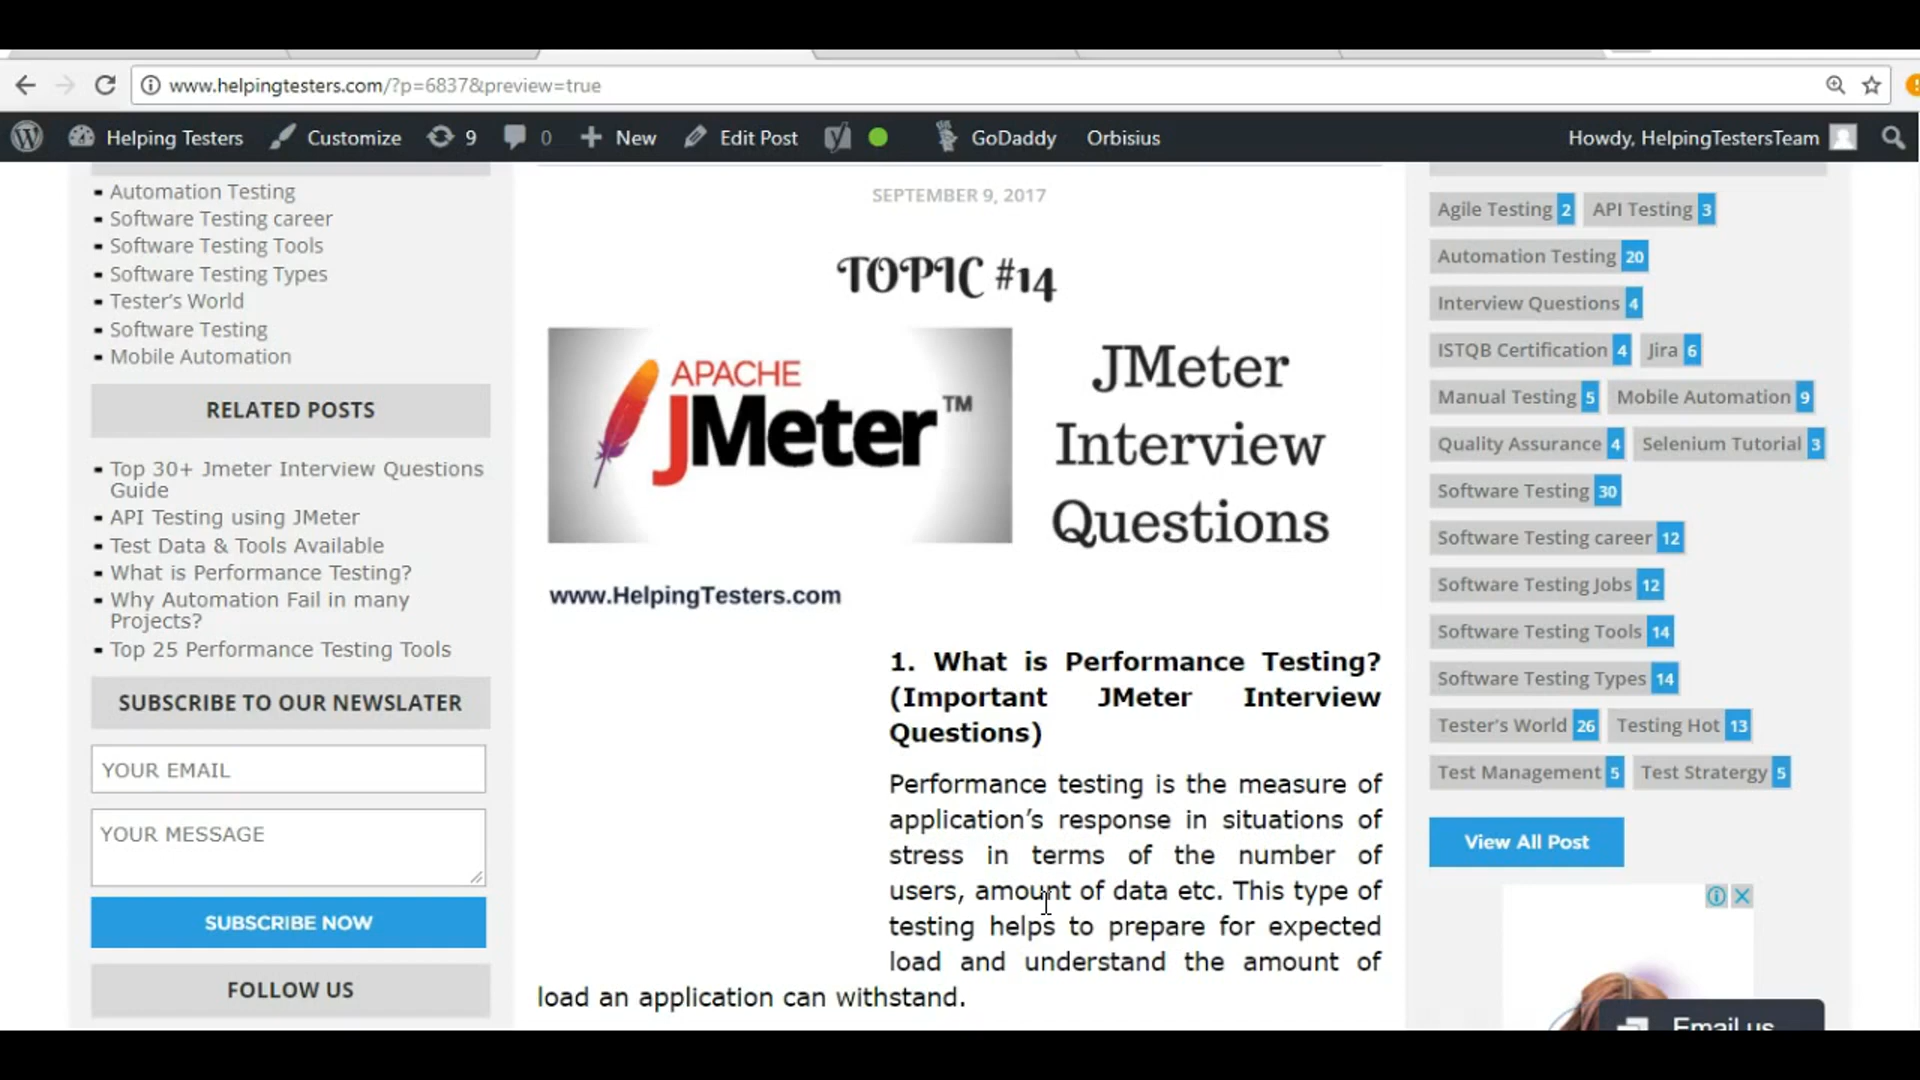 www.helpingtesters.com/?p=6837&preview=true
Helping Testers Customize 9 0 New Edit Post GoDaddy Orbisius Howdy, HelpingTestersTeam
Automation Testing
Software Testing career
Software Testing Tools
Software Testing Types
Tester's World
Software Testing
Mobile Automation
RELATED POSTS
Top 30+ Jmeter Interview Questions
Guide
API Testing using JMeter
Test Data & Tools Available
What is Performance Testing?
Why Automation Fail in many
Projects?
Top 25 Performance Testing Tools
SUBSCRIBE TO OUR NEWSLATER
YOUR EMAIL
YOUR MESSAGE
SUBSCRIBE NOW
FOLLOW US
SEPTEMBER 9, 2017
TOPIC #14
APACHE
JMeter™
JMeter
Interview
Questions
www.HelpingTesters.com
1. What is Performance Testing?
(Important JMeter Interview
Questions)
Performance testing is the measure of
application’s response in situations of
stress in terms of the number of
users, amount of data etc. This type of
testing helps to prepare for expected
load and understand the amount of
load an application can withstand.
Agile Testing 2 API Testing 3
Automation Testing 20
Interview Questions 4
ISTQB Certification 4 Jira 6
Manual Testing 5 Mobile Automation 9
Quality Assurance 4 Selenium Tutorial 3
Software Testing 30
Software Testing career 12
Software Testing Jobs 12
Software Testing Tools 14
Software Testing Types 14
Tester's World 26 Testing Hot 13
Test Management 5 Test Stratergy 5
View All Post
Email us